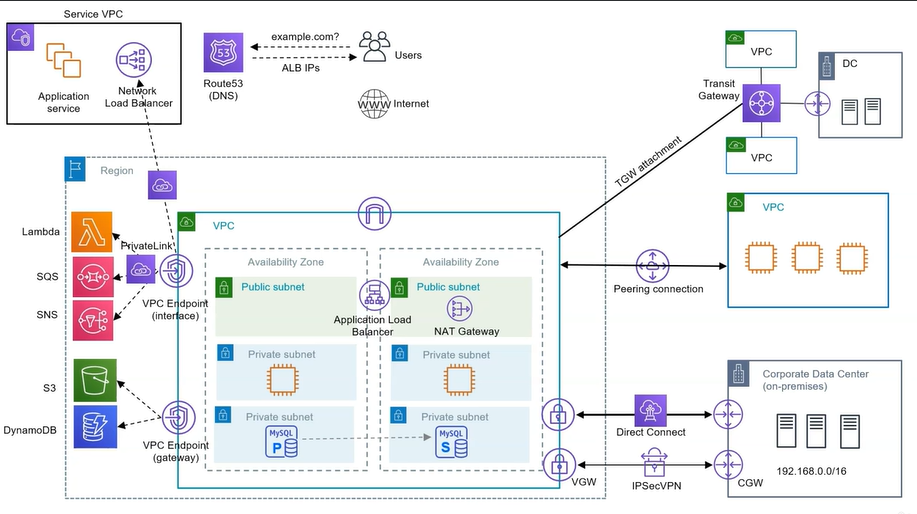 Service VPC
Application
service
Network
Load Balancer
53
Route53
(DNS)
example.com?
ALB IPs
Users
WWW
Internet
VPC
Transit
Gateway
DC
VPC
TGW attachment
Region
VPC
Lambda
PrivateLink
SQS
SNS
VPC Endpoint
(interface)
S3
DynamoDB
VPC Endpoint
(gateway)
Availability Zone
Public subnet
Private subnet
Private subnet
MySQL
P
Application Load
Balancer
Availability Zone
Public subnet
NAT Gateway
Private subnet
Private subnet
MySQL
S
VPC
Peering connection
Direct Connect
VGW
IPSecVPN
CGW
Corporate Data Center
(on-premises)
192.168.0.0/16